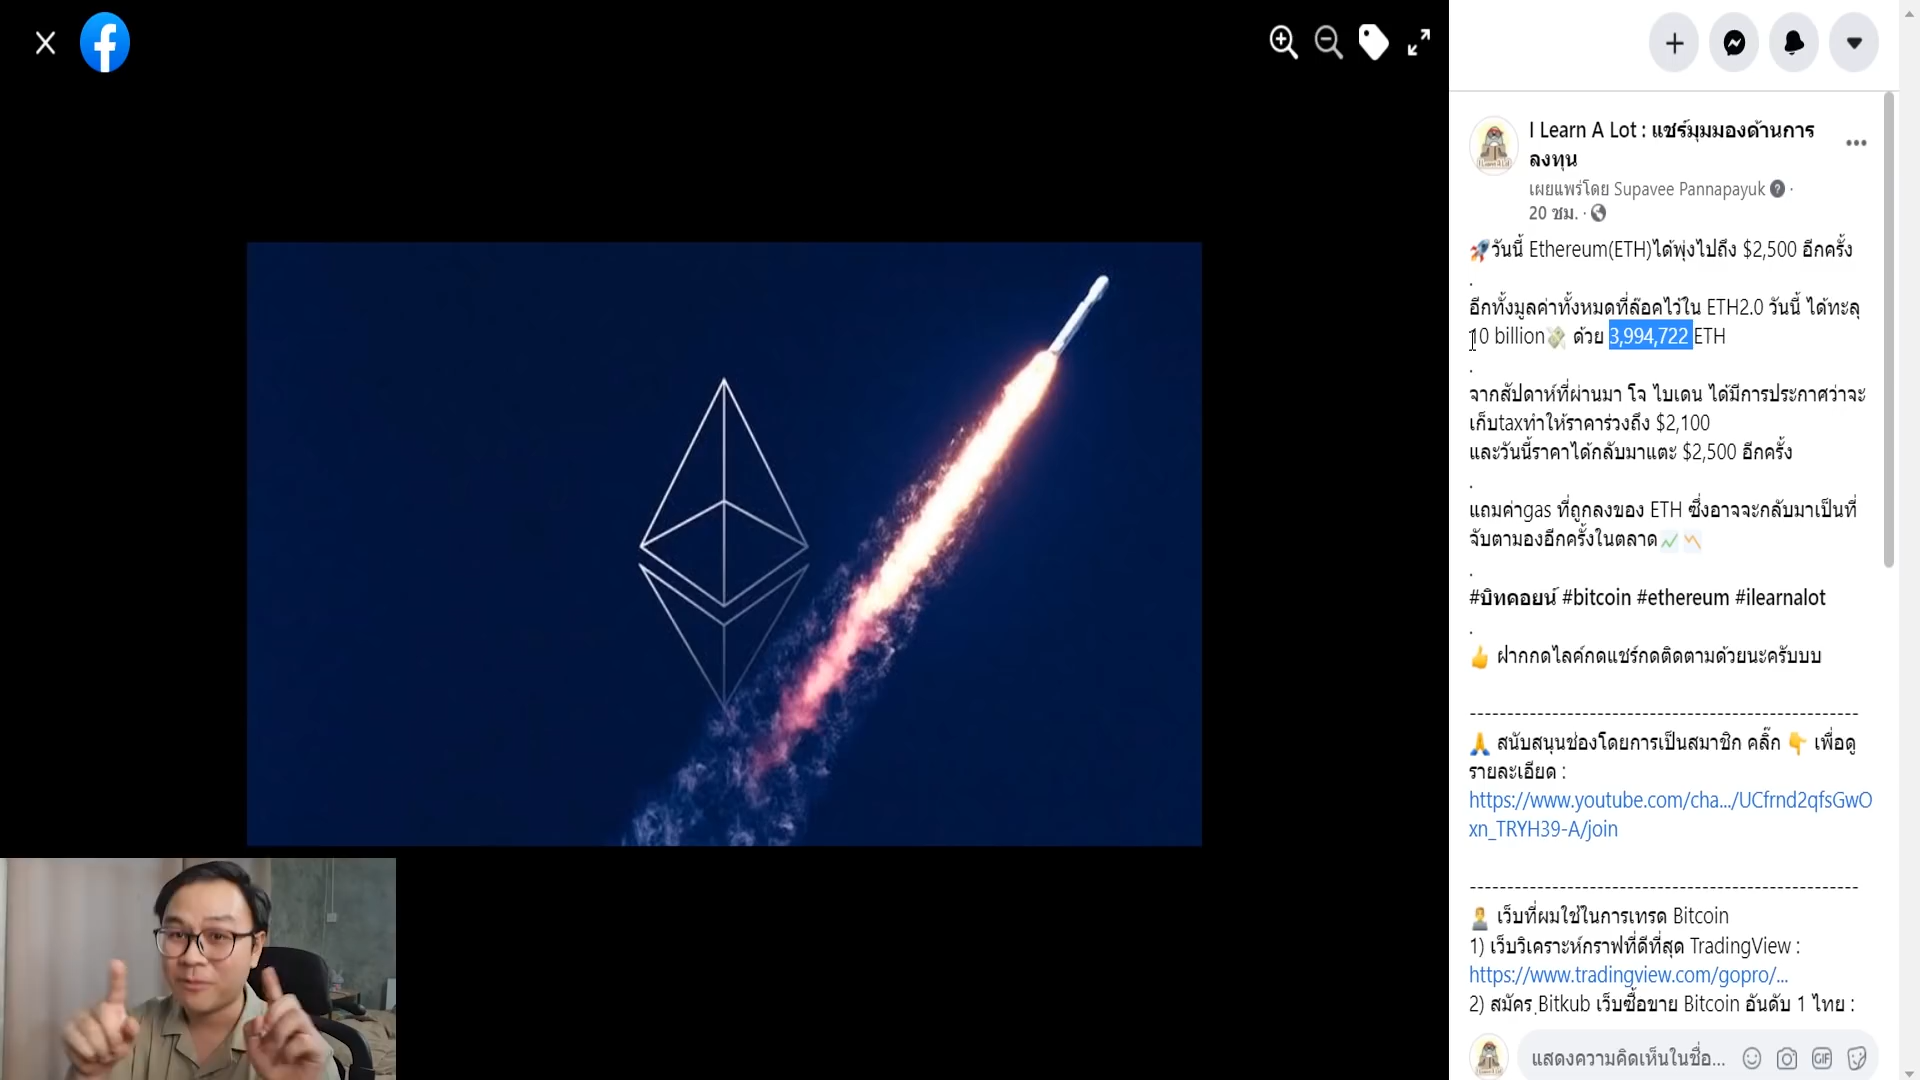 I Learn A Lot : แชร์มุมมองด้านการ
ลงทุน
เผยแพร่โดย Supavee Pannapayuk ·
20 ชม. ·
🚀วันนี้ Ethereum(ETH)ได้พุ่งไปถึง $2,500 อีกครั้ง
.
อีกทั้งมูลค่าทั้งหมดที่ล๊อคไว้ใน ETH2.0 วันนี้ ได้ทะลุ
10 billion💸 ด้วย 3,994,722 ETH
.
จากสัปดาห์ที่ผ่านมา โจ ไบเดน ได้มีการประกาศว่าจะ
เก็บtaxทำให้ราคาร่วงถึง $2,100
และวันนี้ราคาได้กลับมาแตะ $2,500 อีกครั้ง
.
แถมค่าgas ที่ถูกลงของ ETH ซึ่งอาจจะกลับมาเป็นที่
จับตามองอีกครั้งในตลาด📈📉
.
#บิทคอยน์ #bitcoin #ethereum #ilearnalot
.
👍 ฝากกดไลค์กดแชร์กดติดตามด้วยนะครับบบ
----------------------------------------------------
🙏 สนับสนุนช่องโดยการเป็นสมาชิก คลิ๊ก 👇 เพื่อดู
รายละเอียด :
https://www.youtube.com/cha.../UCfrnd2qfsGwO
xn_TRYH39-A/join
----------------------------------------------------
👨‍💼 เว็บที่ผมใช้ในการเทรด Bitcoin
1) เว็บวิเคราะห์กราฟที่ดีที่สุด TradingView :
https://www.tradingview.com/gopro/...
2) สมัคร Bitkub เว็บซื้อขาย Bitcoin อันดับ 1 ไทย :
แสดงความคิดเห็นในชื่อ...
GIF